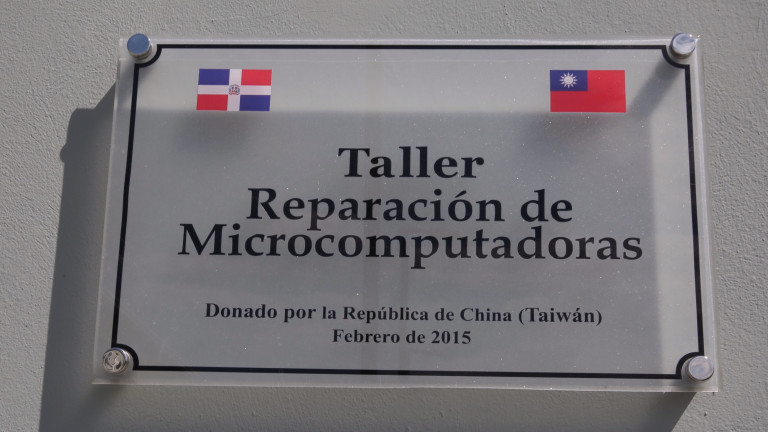 Taller
Reparación de
Microcomputadoras
Donado por la República de China (Taiwán)
Febrero de 2015